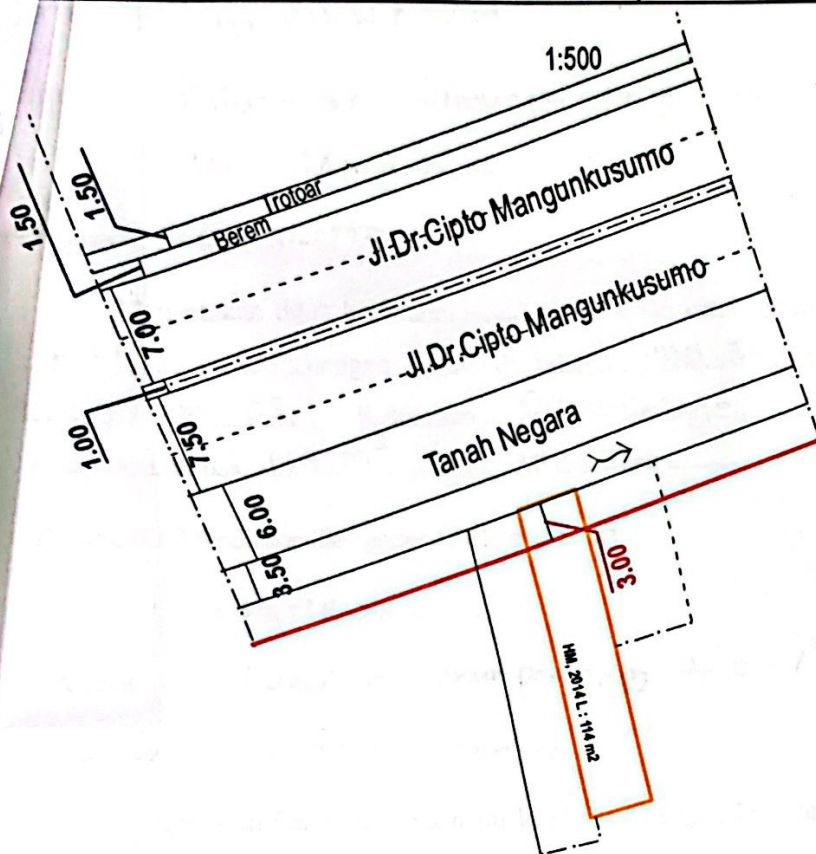 1:500
1.50
1.50
Trotoar
Berem
Jl.Dr.Cipto Mangunkusumo
7.00
Jl.Dr.Cipto Mangunkusumo
1.00
7.50
Tanah Negara
6.00
3.50
3.00
HM. 2014 L : 114 m2